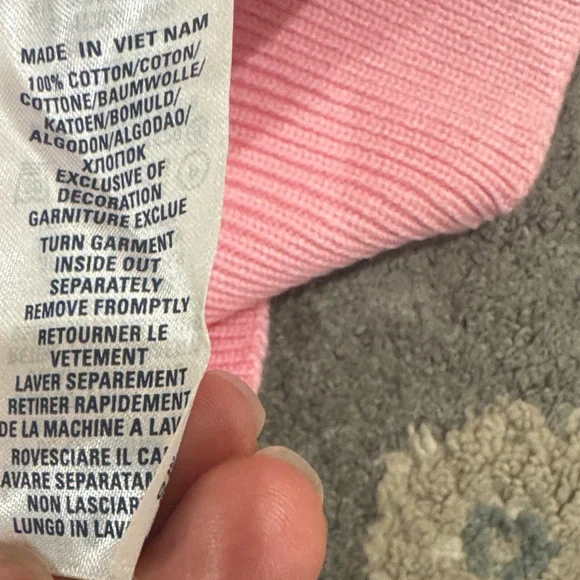 MADE IN VIET NAM
100% COTTON/COTON/
COTTONE/BAUMWOLLE/
KATOEN/BOMULD/
ALGODON/ALGODAO/
ХЛОПОК
EXCLUSIVE OF
DECORATION
GARNITURE EXCLUE
TURN GARMENT
INSIDE OUT
SEPARATELY
REMOVE FROMPTLY
RETOURNER LE
VETEMENT
LAVER SEPAREMENT
RETIRER RAPIDEMENT
DE LA MACHINE A LAV
ROVESCIARE IL CA
AVARE SEPARATAM
NON LASCIAR
LUNGO IN LAV